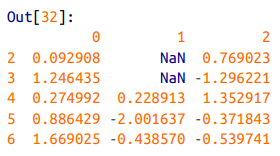 Out[32]:
0 1 2
2 0.092908 NaN 0.769023
3 1.246435 NaN -1.296221
4 0.274992 0.228913 1.352917
5 0.886429 -2.001637 -0.371843
6 1.669025 -0.438570 -0.539741